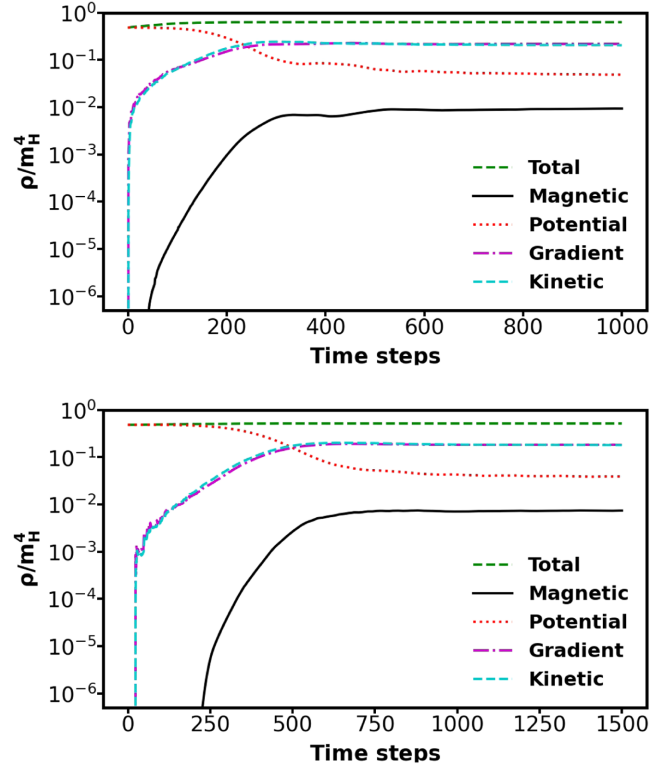 10^0
10^-1
10^-2
10^-3
10^-4
10^-5
10^-6
ρ/m_H^4
Total
Magnetic
Potential
Gradient
Kinetic
0 200 400 600 800 1000
Time steps
10^0
10^-1
10^-2
10^-3
10^-4
10^-5
10^-6
ρ/m_H^4
Total
Magnetic
Potential
Gradient
Kinetic
0 250 500 750 1000 1250 1500
Time steps